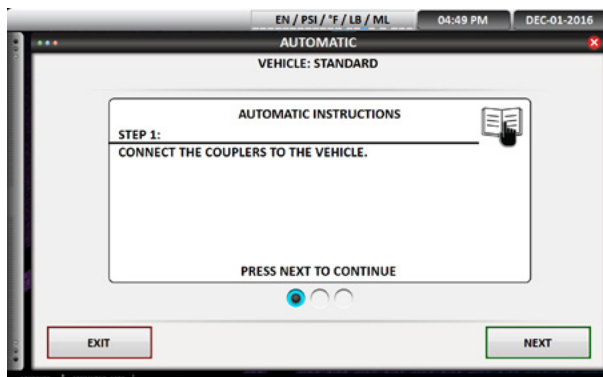 EN / PSI / °F / LB / ML 04:49 PM DEC-01-2016
AUTOMATIC
VEHICLE: STANDARD
AUTOMATIC INSTRUCTIONS
STEP 1:
CONNECT THE COUPLERS TO THE VEHICLE.
PRESS NEXT TO CONTINUE
EXIT NEXT